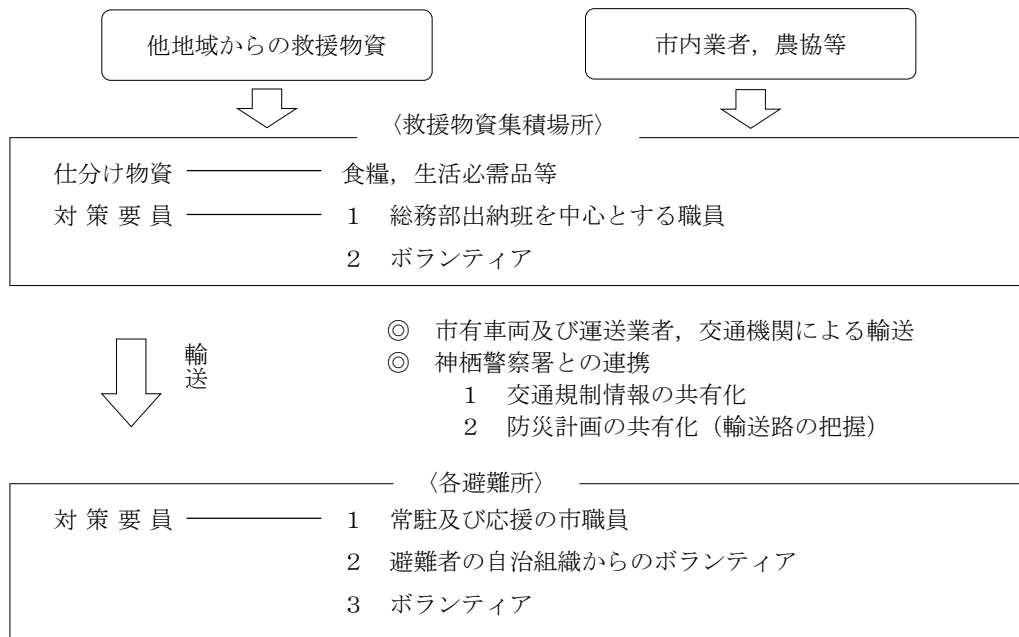 他地域からの救援物資
市内業者，農協等
〈救援物資集積場所〉
仕分け物資 食糧，生活必需品等
対策要員 １ 総務部出納班を中心とする職員
２ ボランティア
輸送
◎ 市有車両及び運送業者，交通機関による輸送
◎ 神栖警察署との連携
１ 交通規制情報の共有化
２ 防災計画の共有化（輸送路の把握）
〈各避難所〉
対策要員 １ 常駐及び応援の市職員
２ 避難者の自治組織からのボランティア
３ ボランティア